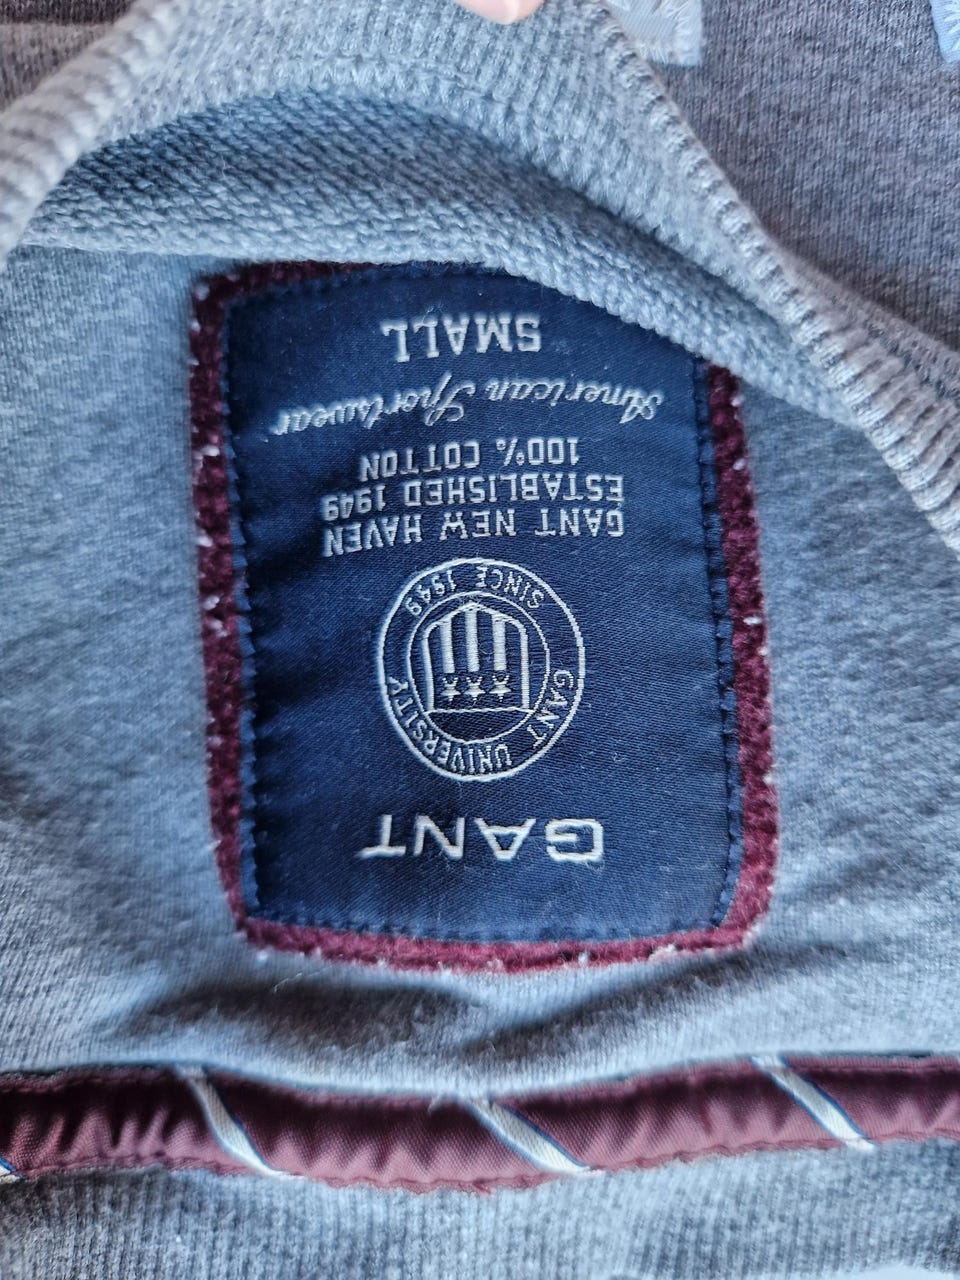 GANT
GANT UNIVERSITY
SINCE 1949
GANT NEW HAVEN
ESTABLISHED 1949
100% COTTON
American Sportswear
SMALL